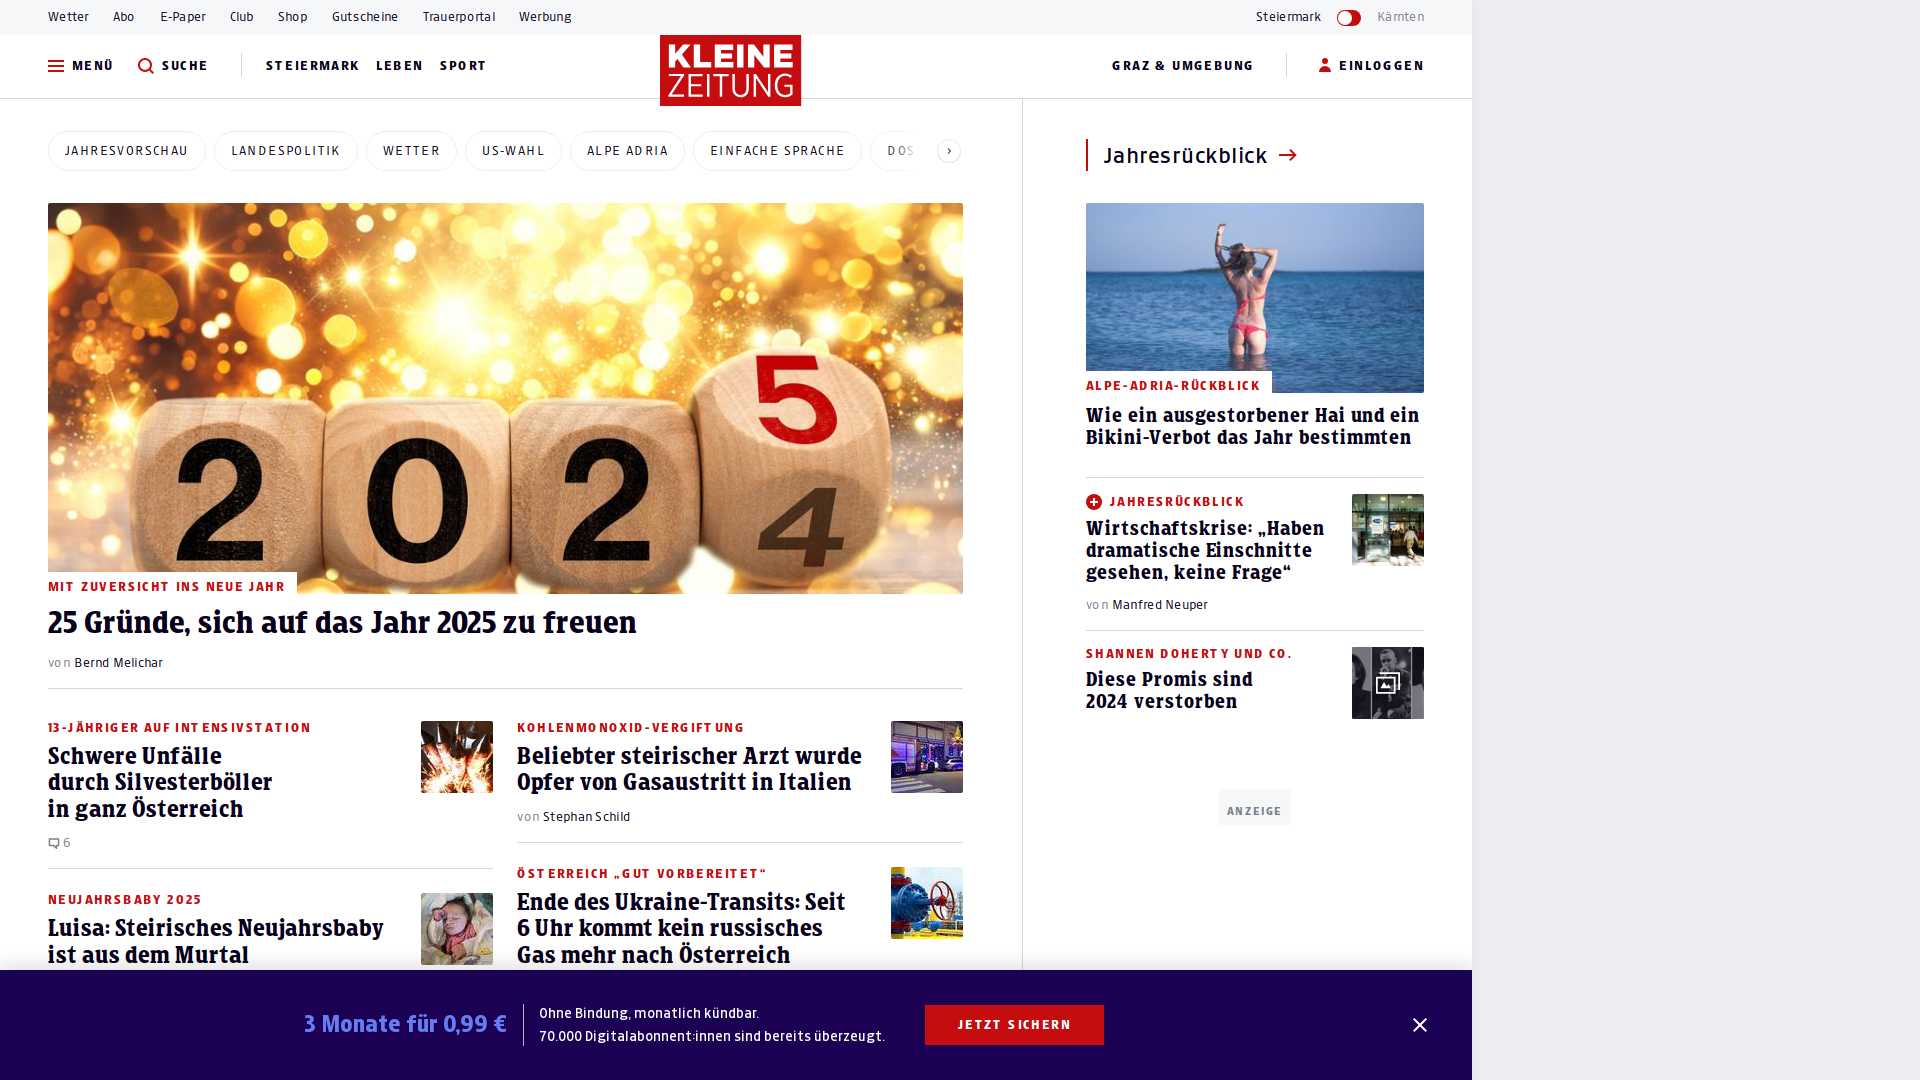 Wetter Abo E-Paper Club Shop Gutscheine Trauerportal Werbung Steiermark Kärnten
MENÜ SUCHE STEIERMARK LEBEN SPORT KLEINE ZEITUNG GRAZ & UMGEBUNG EINLOGGEN
JAHRESVORSCHAU LANDESPOLITIK WETTER US-WAHL ALPE ADRIA EINFACHE SPRACHE DOS
2025
4
MIT ZUVERSICHT INS NEUE JAHR
25 Gründe, sich auf das Jahr 2025 zu freuen
von Bernd Melichar
13-JÄHRIGER AUF INTENSIVSTATION
Schwere Unfälle
durch Silvesterböller
in ganz Österreich
6
NEUJAHRSBABY 2025
Luisa: Steirisches Neujahrsbaby
ist aus dem Murtal
KOHLENMONOXID-VERGIFTUNG
Beliebter steirischer Arzt wurde
Opfer von Gasaustritt in Italien
von Stephan Schild
ÖSTERREICH „GUT VORBEREITET“
Ende des Ukraine-Transits: Seit
6 Uhr kommt kein russisches
Gas mehr nach Österreich
Jahresrückblick
ALPE-ADRIA-RÜCKBLICK
Wie ein ausgestorbener Hai und ein
Bikini-Verbot das Jahr bestimmten
JAHRESRÜCKBLICK
Wirtschaftskrise: „Haben
dramatische Einschnitte
gesehen, keine Frage“
von Manfred Neuper
SHANNEN DOHERTY UND CO.
Diese Promis sind
2024 verstorben
ANZEIGE
3 Monate für 0,99 €
Ohne Bindung, monatlich kündbar.
70.000 Digitalabonnent:innen sind bereits überzeugt.
JETZT SICHERN